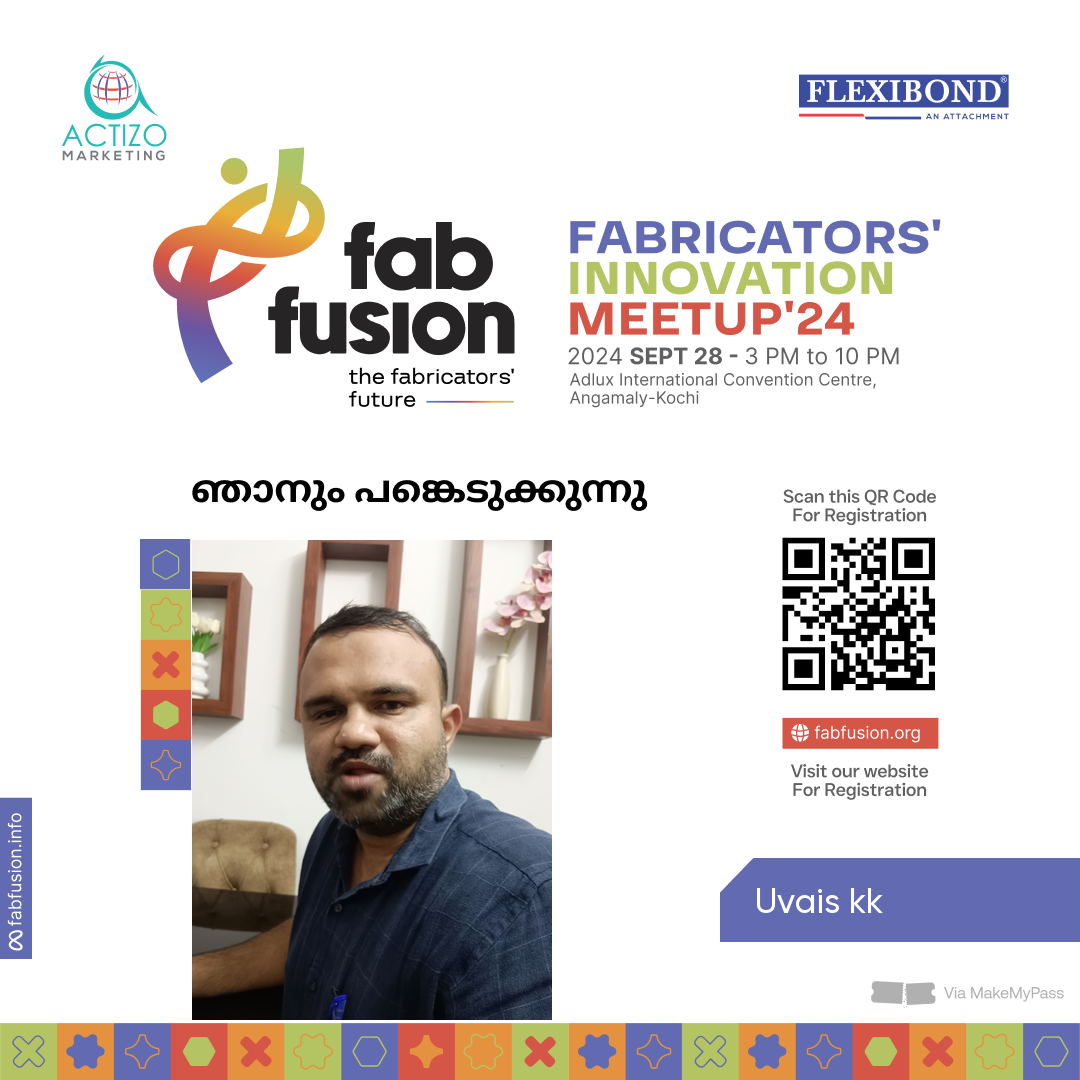 ACTIZO
MARKETING
FLEXIBOND®
AN ATTACHMENT
fab
fusion
the fabricators'
future
FABRICATORS'
INNOVATION
MEETUP'24
2024 SEPT 28 - 3 PM to 10 PM
Adlux International Convention Centre,
Angamaly-Kochi
ഞാനും പങ്കെടുക്കുന്നു
Scan this QR Code
For Registration
fabfusion.org
Visit our website
For Registration
fabfusion.info
Uvais kk
Via MakeMyPass